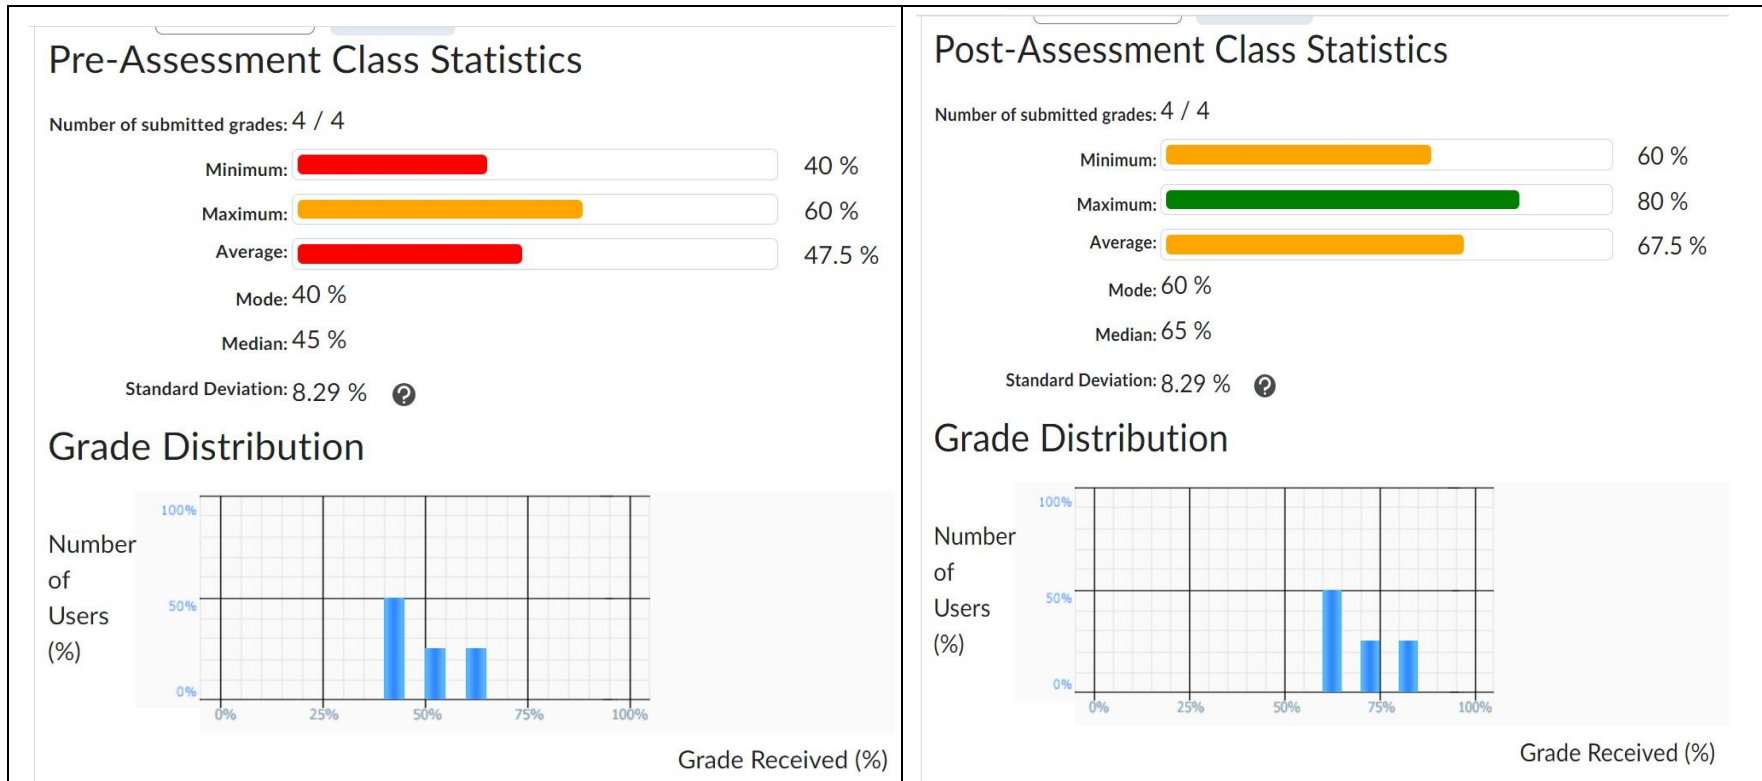 Pre-Assessment Class Statistics
Number of submitted grades: 4 / 4
Minimum: 40 %
Maximum: 60 %
Average: 47.5 %
Mode: 40 %
Median: 45 %
Standard Deviation: 8.29 % ?
Grade Distribution
Number
of
Users
(%)
100%
50%
0%
0% 25% 50% 75% 100%
Grade Received (%)
Post-Assessment Class Statistics
Number of submitted grades: 4 / 4
Minimum: 60 %
Maximum: 80 %
Average: 67.5 %
Mode: 60 %
Median: 65 %
Standard Deviation: 8.29 % ?
Grade Distribution
Number
of
Users
(%)
100%
50%
0%
0% 25% 50% 75% 100%
Grade Received (%)